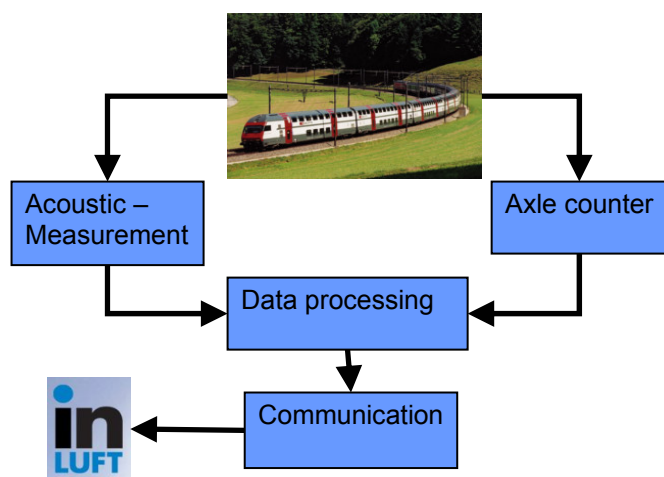 Acoustic –
Measurement
Axle counter
Data processing
Communication
in
LUFT